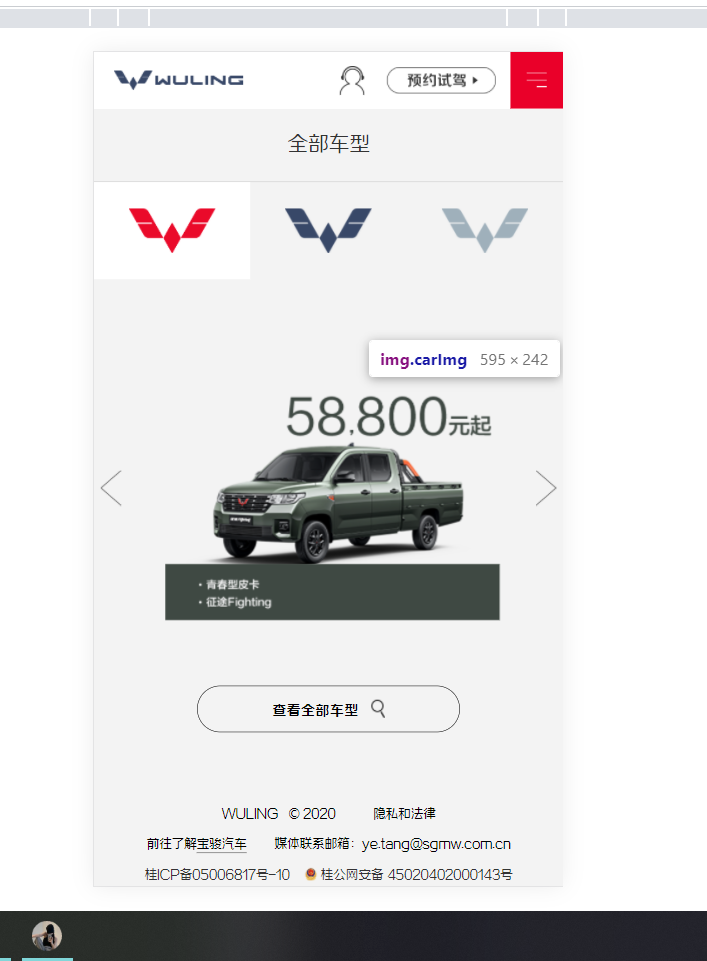 WULING 预约试驾
全部车型
img.carImg 595 × 242
58,800元起
· 青春型皮卡
· 征途Fighting
查看全部车型
WULING © 2020 隐私和法律
前往了解宝骏汽车 媒体联系邮箱：ye.tang@sgmw.com.cn
桂ICP备05006817号-10 桂公网安备 45020402000143号